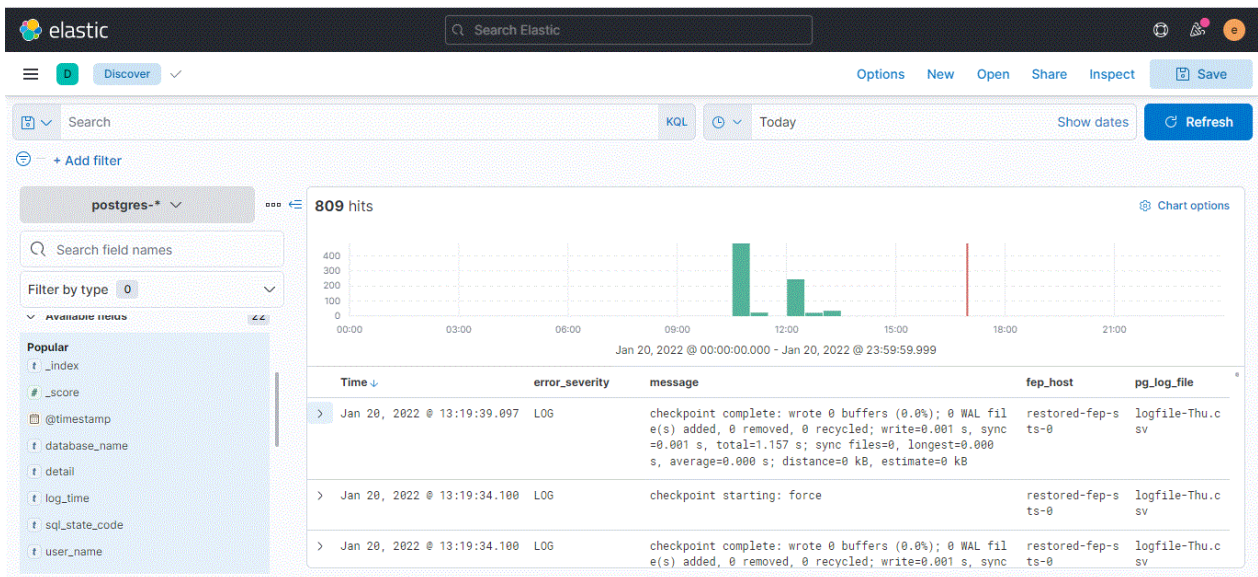 elastic
Search Elastic
e
D
Discover
Options
New
Open
Share
Inspect
Save
Search
KQL
Today
Show dates
Refresh
+ Add filter
postgres-*
809 hits
Chart options
Search field names
Filter by type 0
Available fields
22
Popular
t _index
# _score
@timestamp
t database_name
t detail
t log_time
t sql_state_code
t user_name
400
300
200
100
0
00:00 03:00 06:00 09:00 12:00 15:00 18:00 21:00
Jan 20, 2022 @ 00:00:00.000 - Jan 20, 2022 @ 23:59:59.999
Time ↓ error_severity message fep_host pg_log_file
> Jan 20, 2022 @ 13:19:39.097 LOG checkpoint complete: wrote 0 buffers (0.0%); 0 WAL fil restored-fep-s logfile-Thu.c
e(s) added, 0 removed, 0 recycled; write=0.001 s, sync ts-0 sv
=0.001 s, total=1.157 s; sync files=0, longest=0.000
s, average=0.000 s; distance=0 kB, estimate=0 kB
> Jan 20, 2022 @ 13:19:34.100 LOG checkpoint starting: force restored-fep-s logfile-Thu.c
ts-0 sv
> Jan 20, 2022 @ 13:19:34.100 LOG checkpoint complete: wrote 0 buffers (0.0%); 0 WAL fil restored-fep-s logfile-Thu.c
e(s) added, 0 removed, 0 recycled; write=0.001 s, sync ts-0 sv